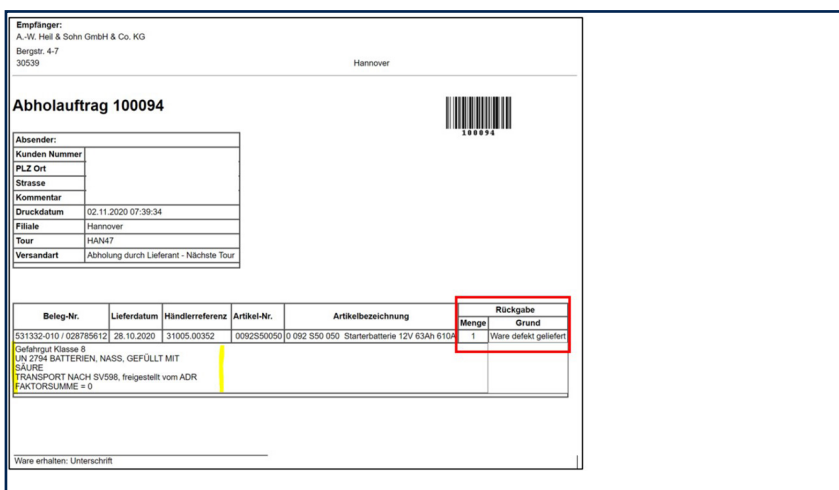 Empfänger:
A.-W. Heil & Sohn GmbH & Co. KG
Bergstr. 4-7
30539 Hannover
Abholauftrag 100094
100094
Absender:
Kunden Nummer
PLZ Ort
Strasse
Kommentar
Druckdatum 02.11.2020 07:39:34
Filiale Hannover
Tour HAN47
Versandart Abholung durch Lieferant - Nächste Tour
Beleg-Nr. Lieferdatum Händlerreferenz Artikel-Nr. Artikelbezeichnung Rückgabe
Menge Grund
531332-010 / 028785612 28.10.2020 31005.00352 0092S50050 0 092 S50 050 Starterbatterie 12V 63Ah 610A 1 Ware defekt geliefert
Gefahrgut Klasse 8
UN 2794 BATTERIEN, NASS, GEFÜLLT MIT
SÄURE
TRANSPORT NACH SV598, freigestellt vom ADR
FAKTORSUMME = 0
Ware erhalten: Unterschrift